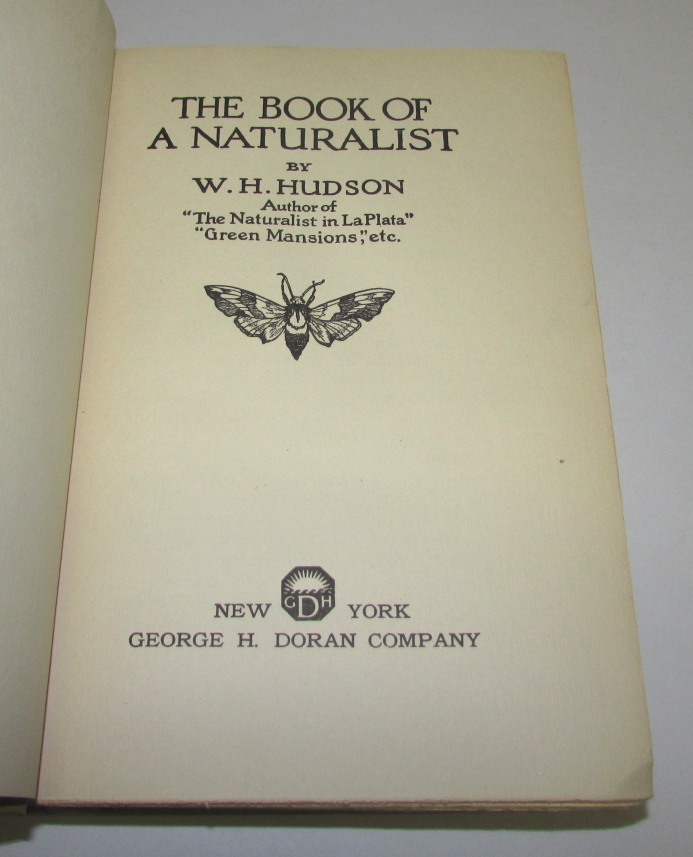 THE BOOK OF
A NATURALIST
BY
W. H. HUDSON
Author of
"The Naturalist in LaPlata"
"Green Mansions", etc.
GDH
NEW YORK
GEORGE H. DORAN COMPANY